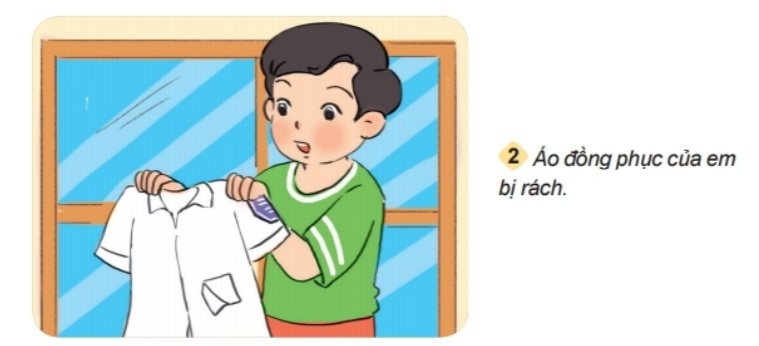 2 Áo đồng phục của em
bị rách.